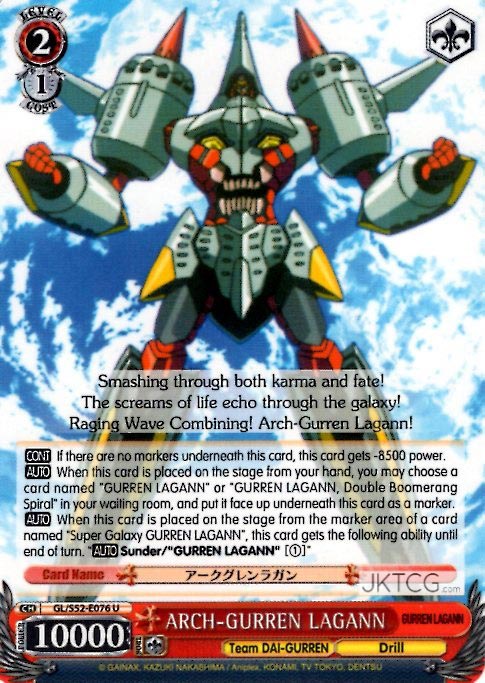 LEVEL
2
1
COST
Smashing through both karma and fate!
The screams of life echo through the galaxy!
Raging Wave Combining! Arch-Gurren Lagann!
CONT If there are no markers underneath this card, this card gets -8500 power.
AUTO When this card is placed on the stage from your hand, you may choose a
card named "GURREN LAGANN" or "GURREN LAGANN, Double Boomerang
Spiral" in your waiting room, and put it face up underneath this card as a marker.
AUTO When this card is placed on the stage from the marker area of a card
named "Super Galaxy GURREN LAGANN", this card gets the following ability until
end of turn. "AUTO Sunder/"GURREN LAGANN" [①]"
Card Name アークグレンラガン
JKTCG.com
CH GL/S52-E076 U
POWER 10000
SOUL
ARCH-GURREN LAGANN
GURREN LAGANN
Team DAI-GURREN Drill
© GAINAX, KAZUKI NAKASHIMA / Aniplex, KONAMI, TV TOKYO, DENTSU